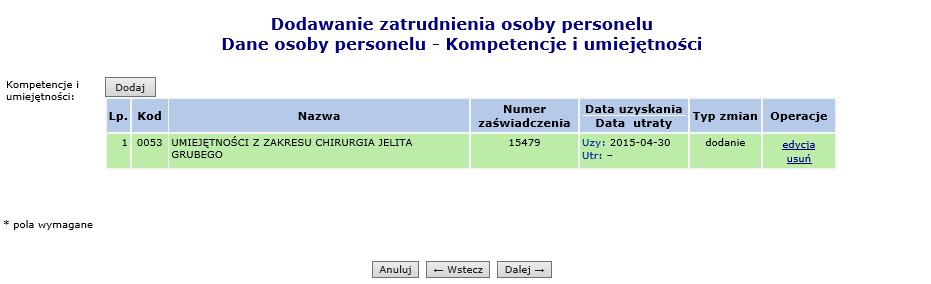 Dodawanie zatrudnienia osoby personelu
Dane osoby personelu - Kompetencje i umiejętności
Kompetencje i
umiejętności:
Dodaj
Lp. Kod Nazwa Numer zaświadczenia Data uzyskania Data utraty Typ zmian Operacje
1 0053 UMIEJĘTNOŚCI Z ZAKRESU CHIRURGIA JELITA 15479 Uzy: 2015-04-30 dodanie edycja
GRUBEGO Utr: – usuń
* pola wymagane
Anuluj ← Wstecz Dalej →